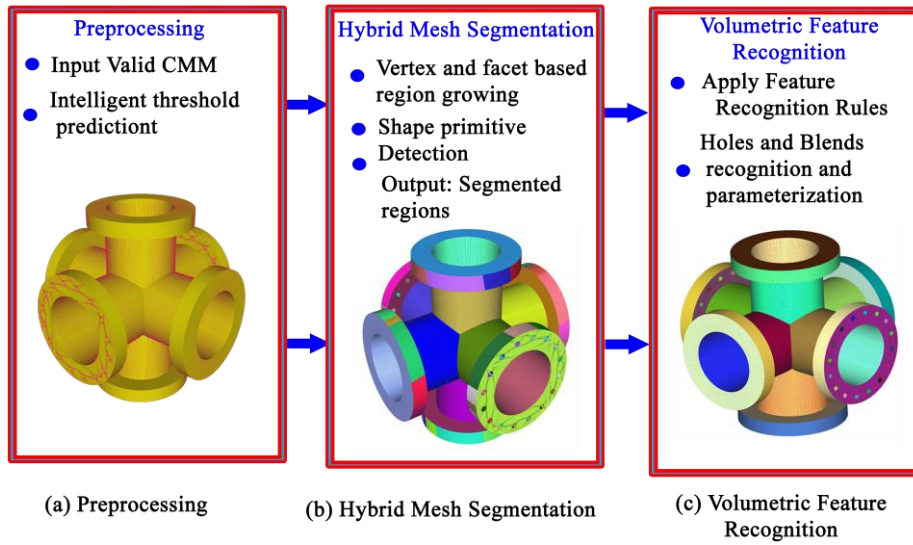 Preprocessing
Input Valid CMM
Intelligent threshold
predictiont
Hybrid Mesh Segmentation
Vertex and facet based
region growing
Shape primitive
Detection
Output: Segmented
regions
Volumetric Feature
Recognition
Apply Feature
Recognition Rules
Holes and Blends
recognition and
parameterization
(a) Preprocessing
(b) Hybrid Mesh Segmentation
(c) Volumetric Feature
Recognition